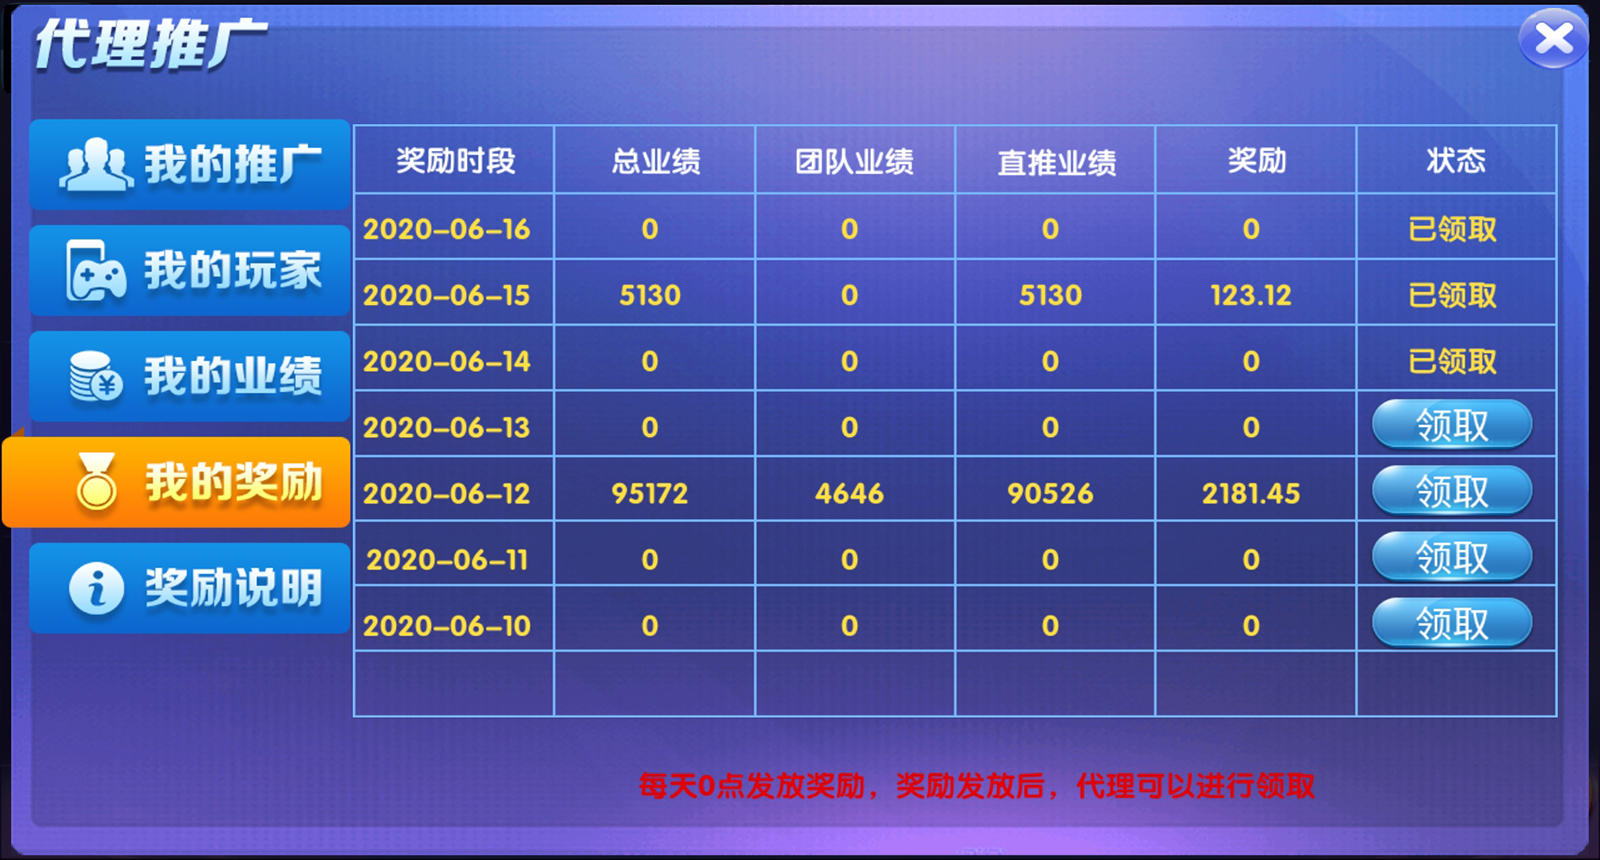 代理推广
我的推广
我的玩家
我的业绩
我的奖励
奖励说明
奖励时段 总业绩 团队业绩 直推业绩 奖励 状态
2020-06-16 0 0 0 0 已领取
2020-06-15 5130 0 5130 123.12 已领取
2020-06-14 0 0 0 0 已领取
2020-06-13 0 0 0 0 领取
2020-06-12 95172 4646 90526 2181.45 领取
2020-06-11 0 0 0 0 领取
2020-06-10 0 0 0 0 领取
每天0点发放奖励，奖励发放后，代理可以进行领取